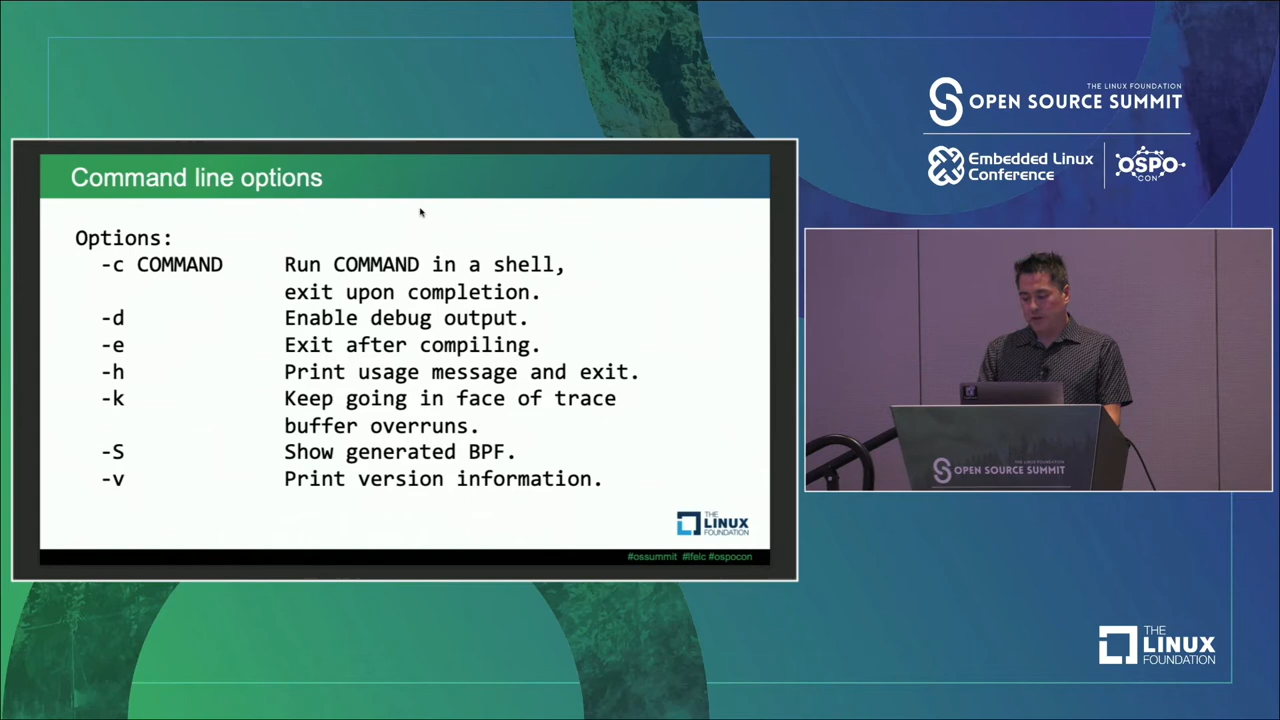 THE LINUX FOUNDATION
OPEN SOURCE SUMMIT
Embedded Linux
Conference
OSPO
CON
Command line options
Options:
-c COMMAND Run COMMAND in a shell,
exit upon completion.
-d Enable debug output.
-e Exit after compiling.
-h Print usage message and exit.
-k Keep going in face of trace
buffer overruns.
-S Show generated BPF.
-v Print version information.
THE
LINUX
FOUNDATION
#ossummit #lfelc #ospocon
THE LINUX FOUNDATION
OPEN SOURCE SUMMIT
THE
LINUX
FOUNDATION